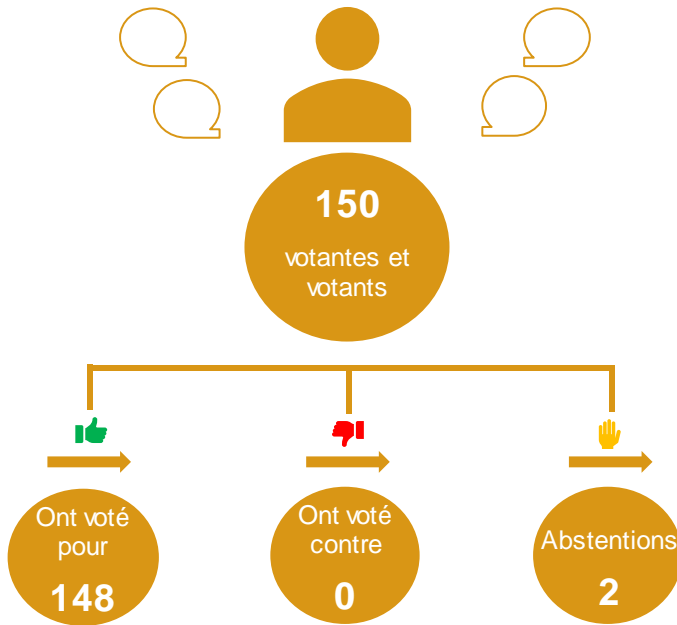 150
votantes et
votants
Ont voté
pour
148
Ont voté
contre
0
Abstentions
2